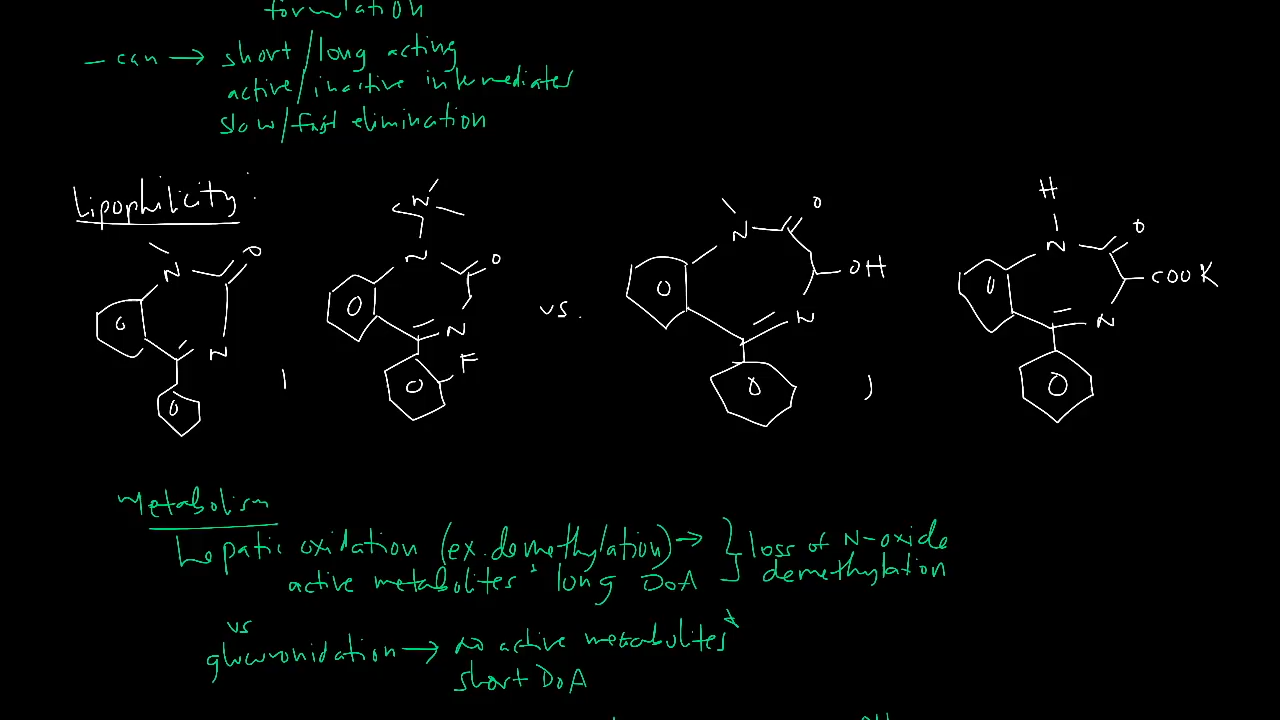 formulation
— can → short/long acting
active/inactive intermediates
slow/fast elimination
Lipophilicity:
N
O
N
,
N
N
O
N
F
vs.
N
O
OH
N
,
H
N
O
COOK
N
Metabolism
hepatic oxidation (ex. demethylation) → } loss of N-oxide
active metabolites & long DoA } demethylation
vs
glucuronidation → no active metabolites &
short DoA
OH